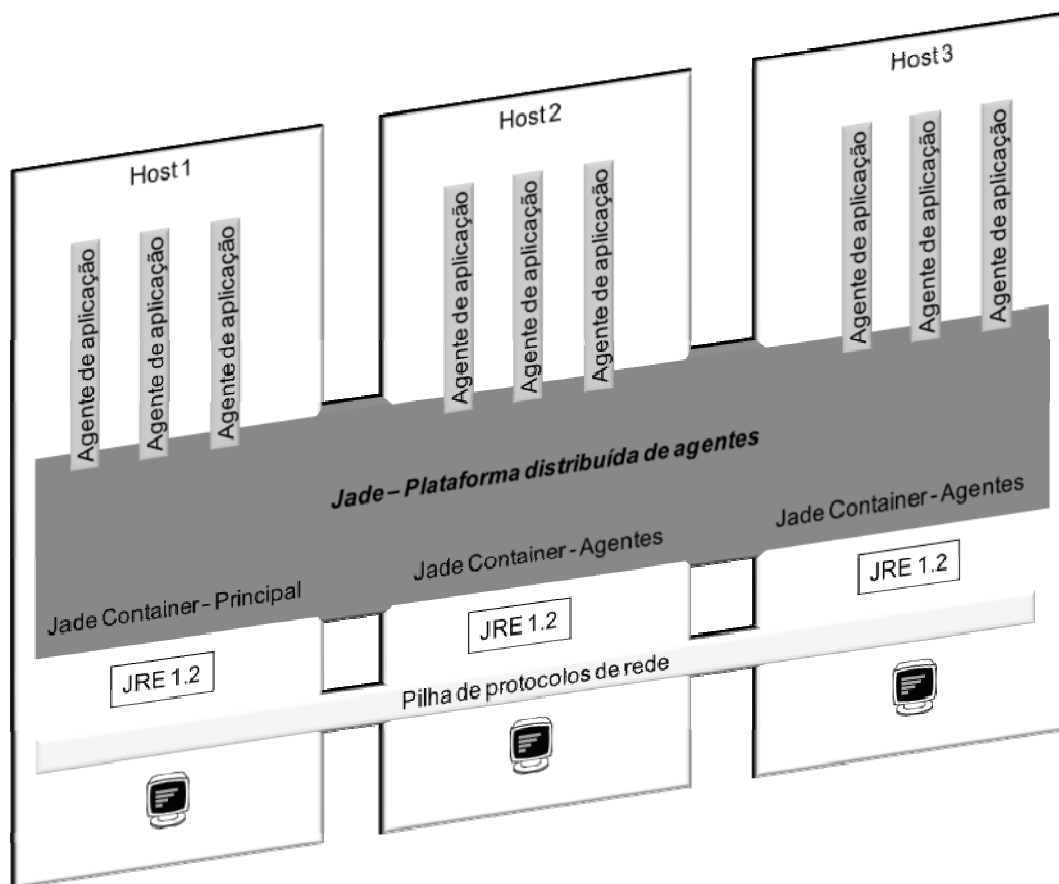 Host 1
Host 2
Host 3
Agente de aplicação
Agente de aplicação
Agente de aplicação
Agente de aplicação
Agente de aplicação
Agente de aplicação
Agente de aplicação
Agente de aplicação
Agente de aplicação
Jade – Plataforma distribuída de agentes
Jade Container - Principal
Jade Container - Agentes
Jade Container - Agentes
JRE 1.2
JRE 1.2
JRE 1.2
Pilha de protocolos de rede